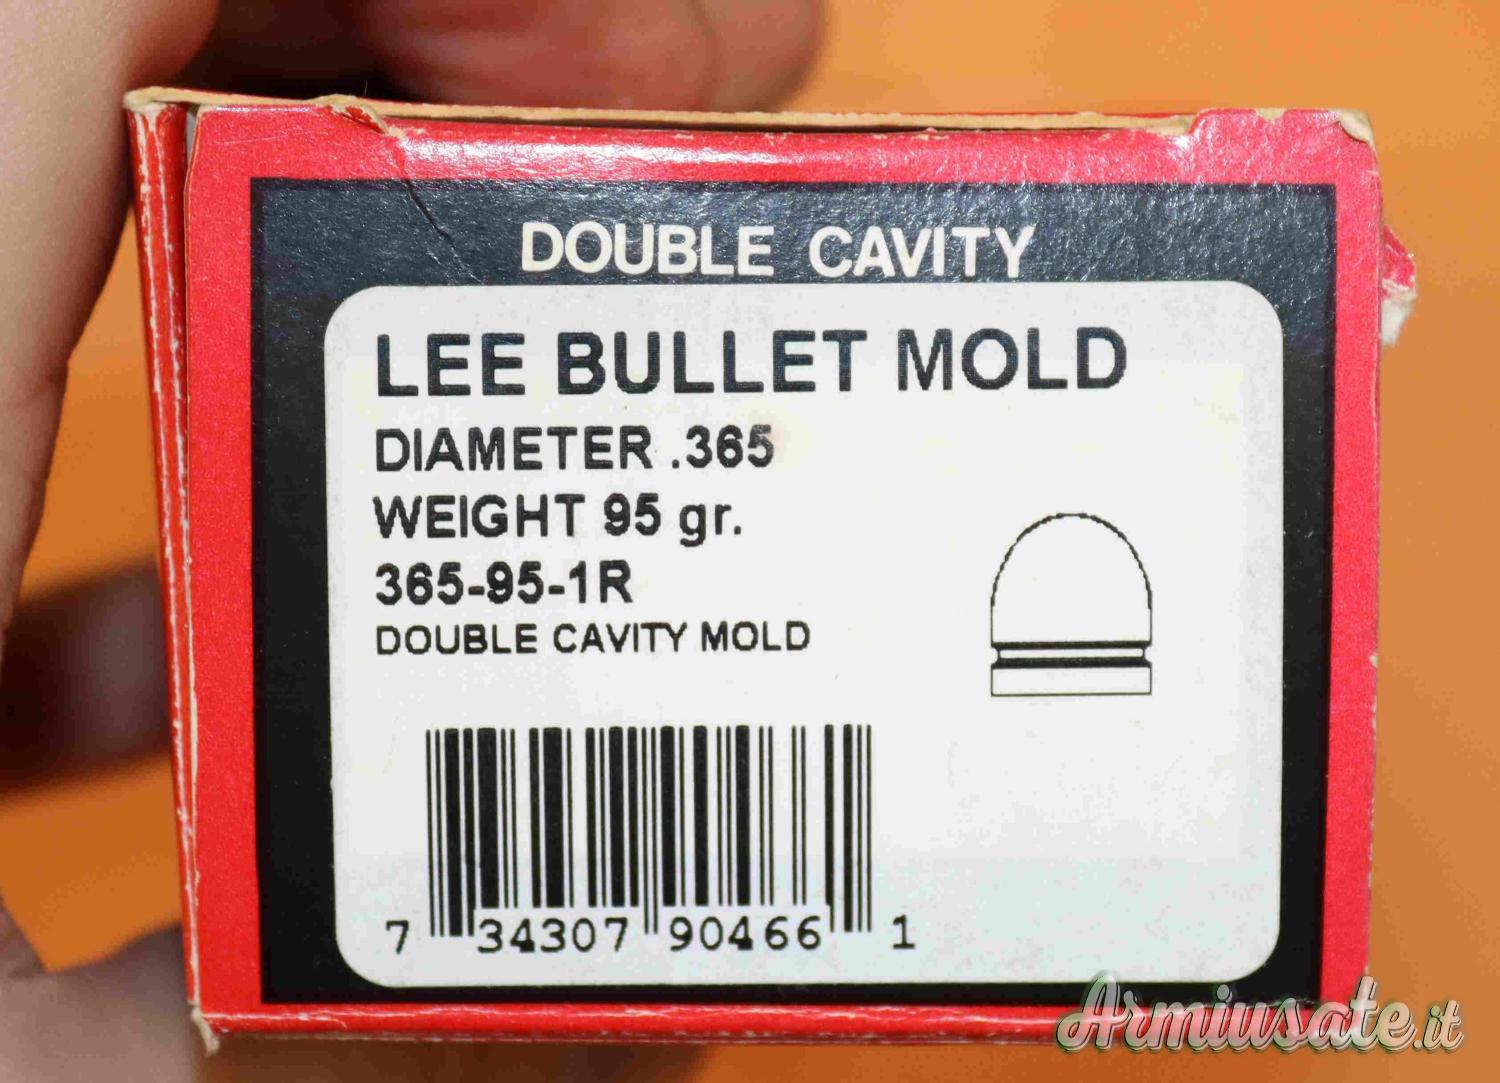 DOUBLE CAVITY
LEE BULLET MOLD
DIAMETER .365
WEIGHT 95 gr.
365-95-1R
DOUBLE CAVITY MOLD
7 34307 90466 1
Armiusate.it